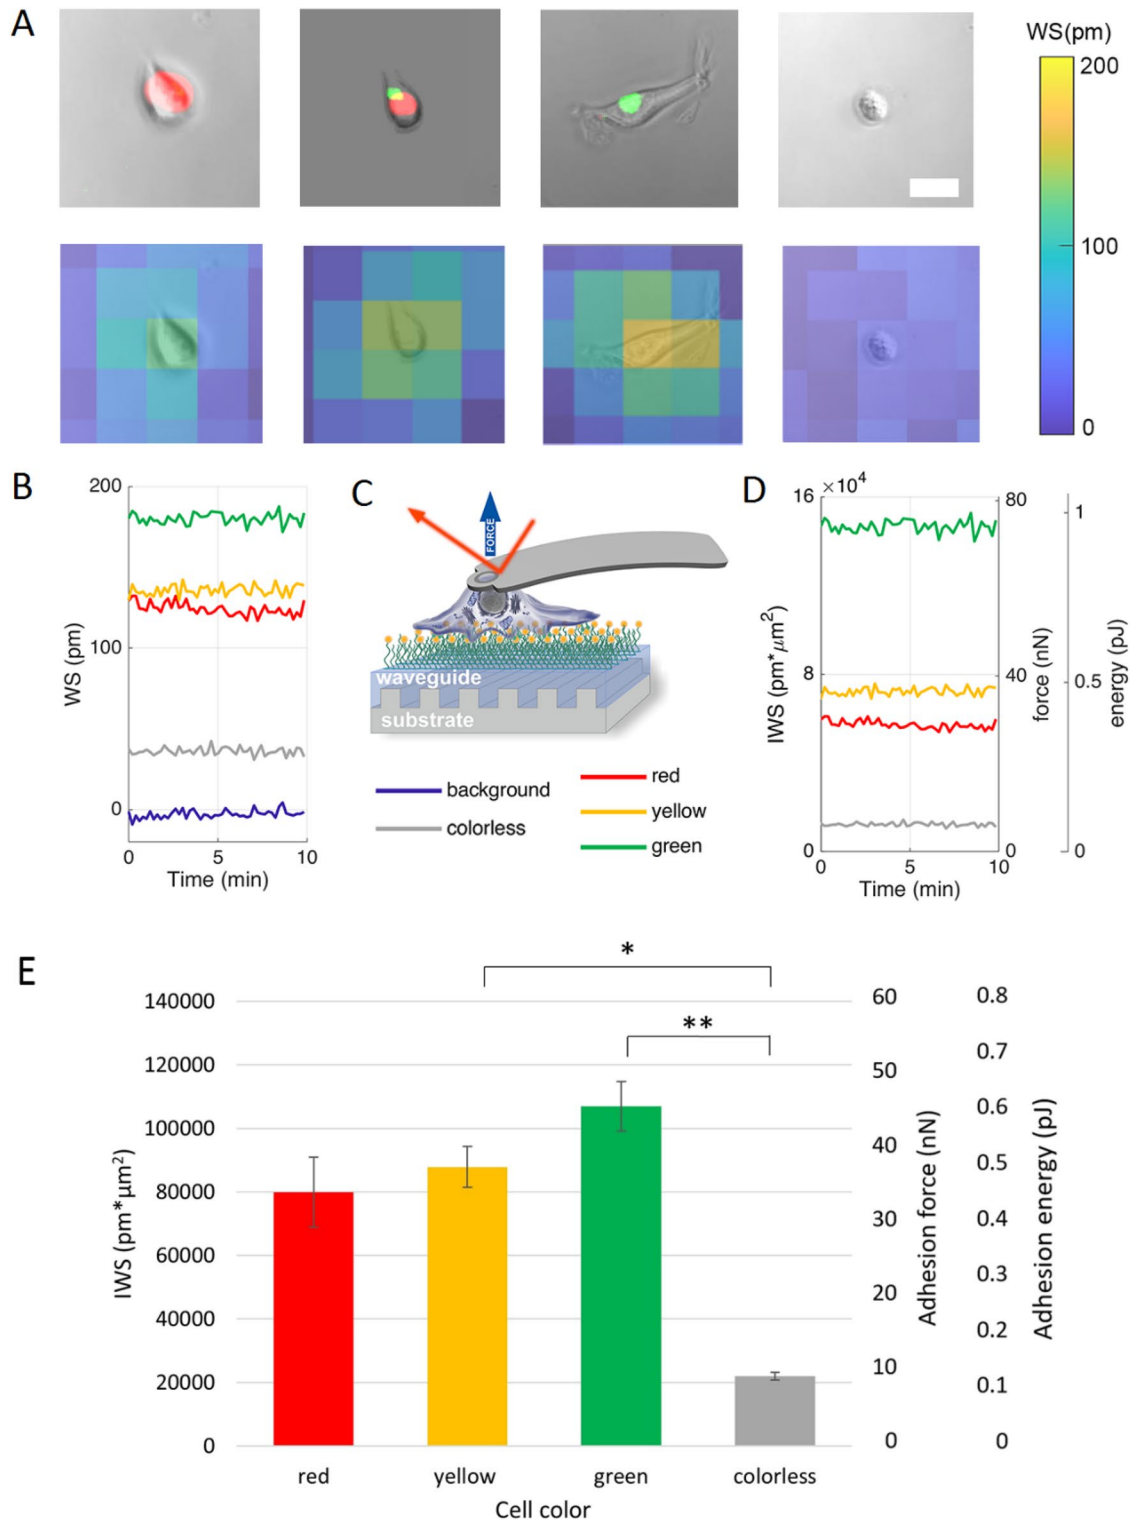 A
WS(pm)
200
100
0
B
200
100
0
WS (pm)
0
5
10
Time (min)
C
FORCE
waveguide
substrate
background
colorless
red
yellow
green
D
16 ×10⁴
8
0
IWS (pm*μm²)
0
5
10
Time (min)
80
40
0
force (nN)
1
0.5
0
energy (pJ)
E
*
**
140000
120000
100000
80000
60000
40000
20000
0
IWS (pm*μm²)
red
yellow
green
colorless
Cell color
60
50
40
30
20
10
0
Adhesion force (nN)
0.8
0.7
0.6
0.5
0.4
0.3
0.2
0.1
0
Adhesion energy (pJ)